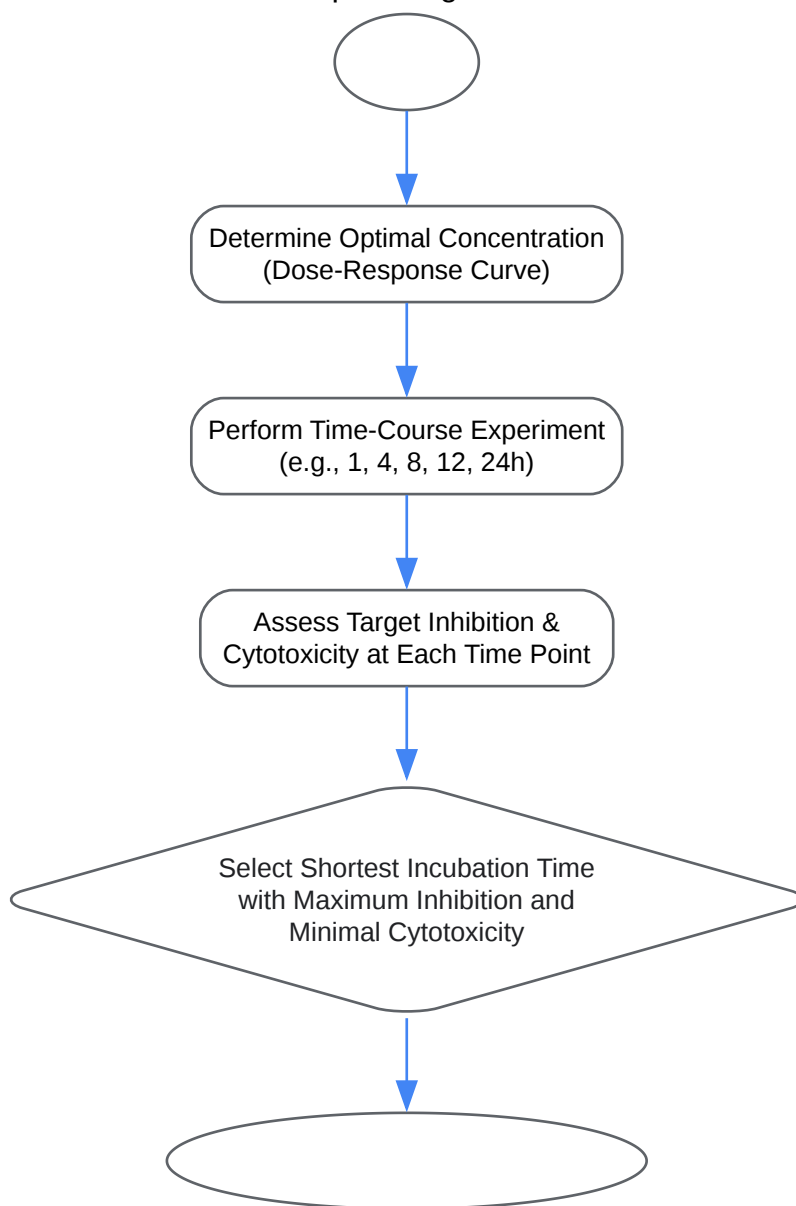 Determine Optimal Concentration
(Dose-Response Curve)
Perform Time-Course Experiment
(e.g., 1, 4, 8, 12, 24h)
Assess Target Inhibition &
Cytotoxicity at Each Time Point
Select Shortest Incubation Time
with Maximum Inhibition and
Minimal Cytotoxicity